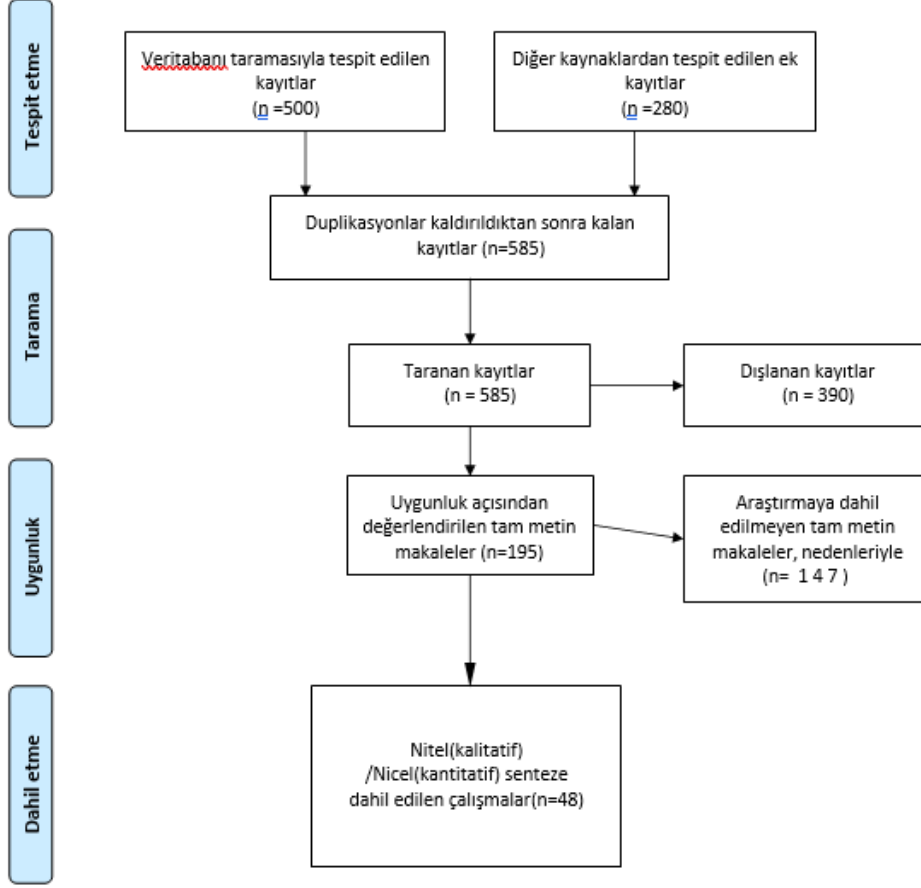 Tespit etme
Veritabanı taramasıyla tespit edilen
kayıtlar
(n =500)
Diğer kaynaklardan tespit edilen ek
kayıtlar
(n =280)
Duplikasyonlar kaldırıldıktan sonra kalan
kayıtlar (n=585)
Tarama
Taranan kayıtlar
(n = 585)
Dışlanan kayıtlar
(n = 390)
Uygunluk
Uygunluk açısından
değerlendirilen tam metin
makaleler (n=195)
Araştırmaya dahil
edilmeyen tam metin
makaleler, nedenleriyle
(n= 1 4 7 )
Dahil etme
Nitel(kalitatif)
/Nicel(kantitatif) senteze
dahil edilen çalışmalar(n=48)